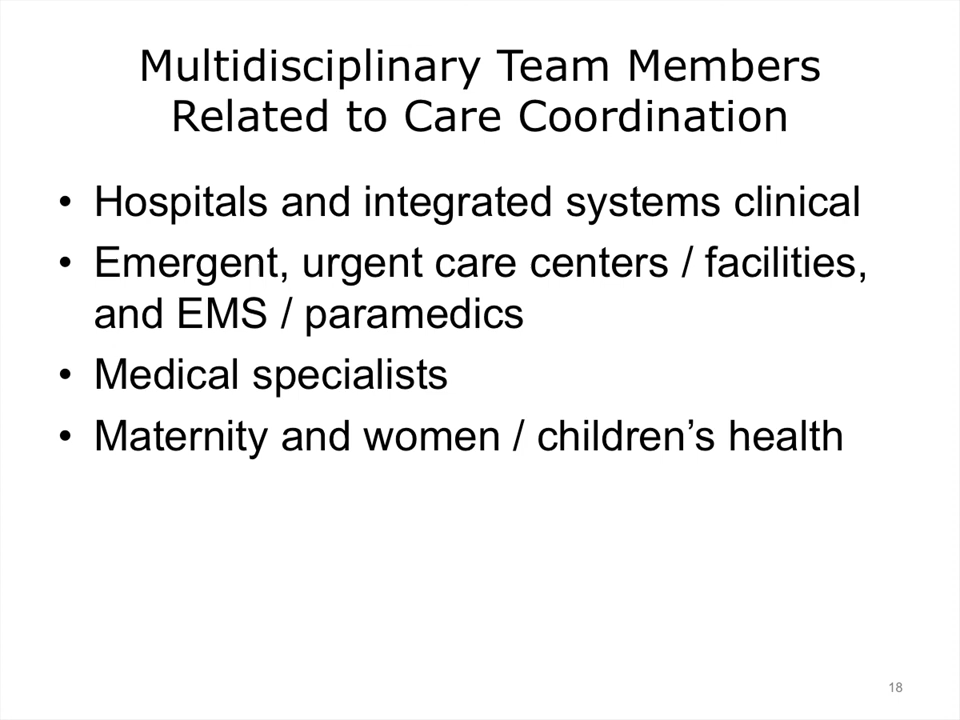 Multidisciplinary Team Members
Related to Care Coordination
• Hospitals and integrated systems clinical
• Emergent, urgent care centers / facilities,
and EMS / paramedics
• Medical specialists
• Maternity and women / children’s health
18